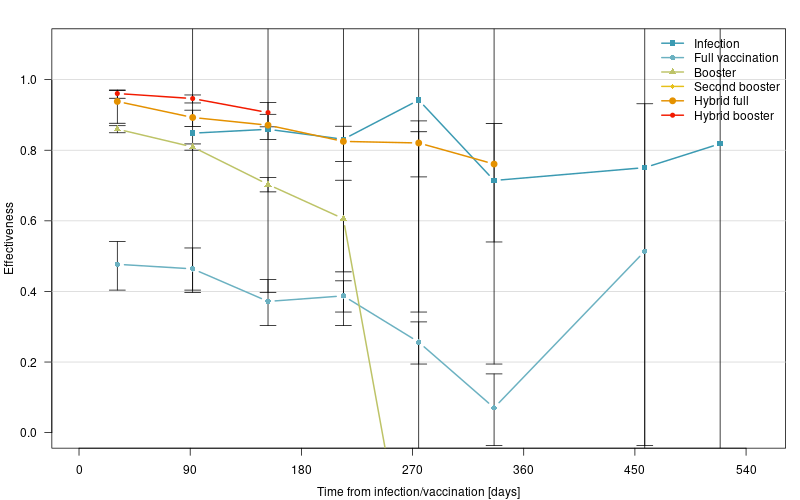 Infection
Full vaccination
Booster
Second booster
Hybrid full
Hybrid booster
1.0
0.8
0.6
0.4
0.2
0.0
Effectiveness
0 90 180 270 360 450 540
Time from infection/vaccination [days]